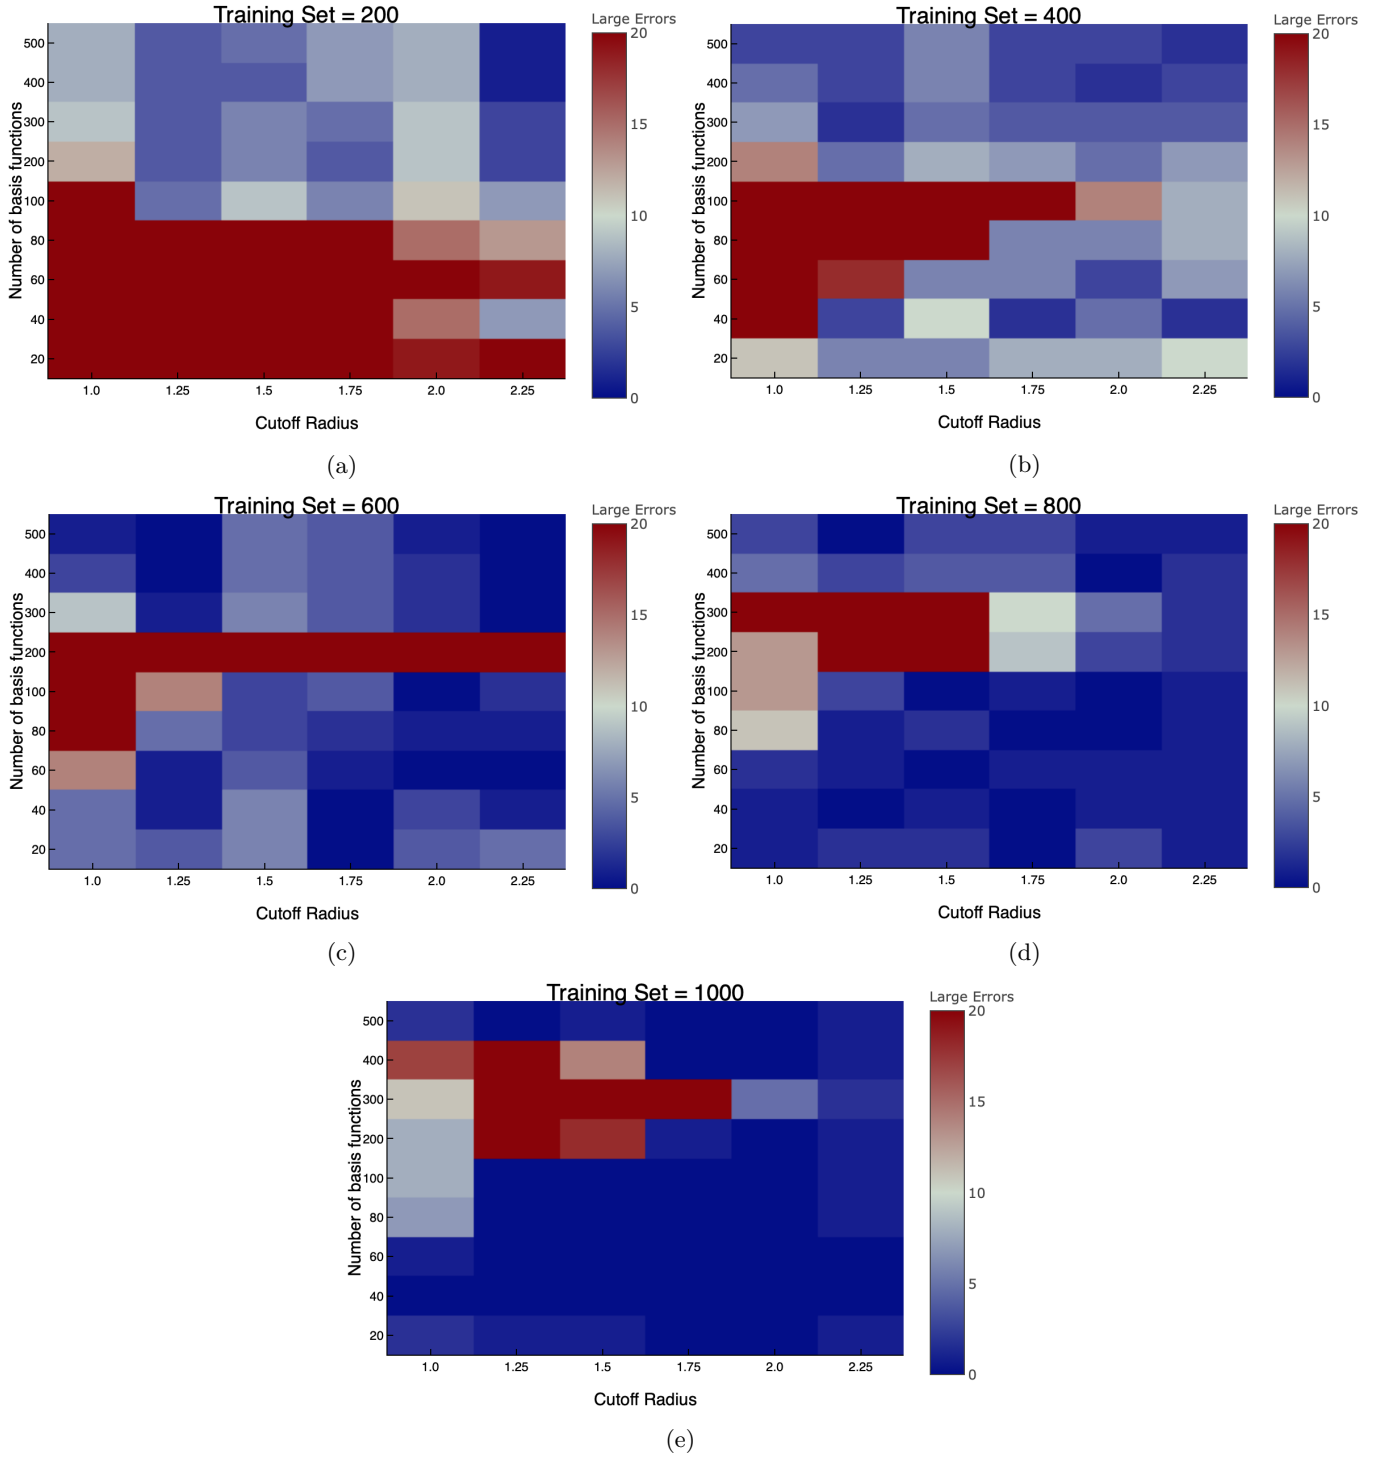 Training Set = 200
Large Errors
Number of basis functions
500
400
300
200
100
80
60
40
20
1.0 1.25 1.5 1.75 2.0 2.25
Cutoff Radius
20
15
10
5
0
(a)
Training Set = 400
Large Errors
Number of basis functions
500
400
300
200
100
80
60
40
20
1.0 1.25 1.5 1.75 2.0 2.25
Cutoff Radius
20
15
10
5
0
(b)
Training Set = 600
Large Errors
Number of basis functions
500
400
300
200
100
80
60
40
20
1.0 1.25 1.5 1.75 2.0 2.25
Cutoff Radius
20
15
10
5
0
(c)
Training Set = 800
Large Errors
Number of basis functions
500
400
300
200
100
80
60
40
20
1.0 1.25 1.5 1.75 2.0 2.25
Cutoff Radius
20
15
10
5
0
(d)
Training Set = 1000
Large Errors
Number of basis functions
500
400
300
200
100
80
60
40
20
1.0 1.25 1.5 1.75 2.0 2.25
Cutoff Radius
20
15
10
5
0
(e)